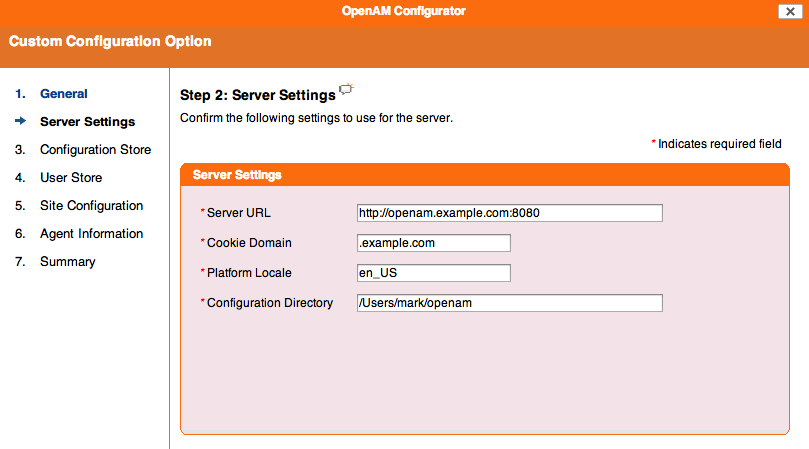 OpenAM Configurator
Custom Configuration Option
1. General
Server Settings
3. Configuration Store
4. User Store
5. Site Configuration
6. Agent Information
7. Summary
Step 2: Server Settings
Confirm the following settings to use for the server.
* Indicates required field
Server Settings
* Server URL http://openam.example.com:8080
* Cookie Domain .example.com
* Platform Locale en_US
* Configuration Directory /Users/mark/openam